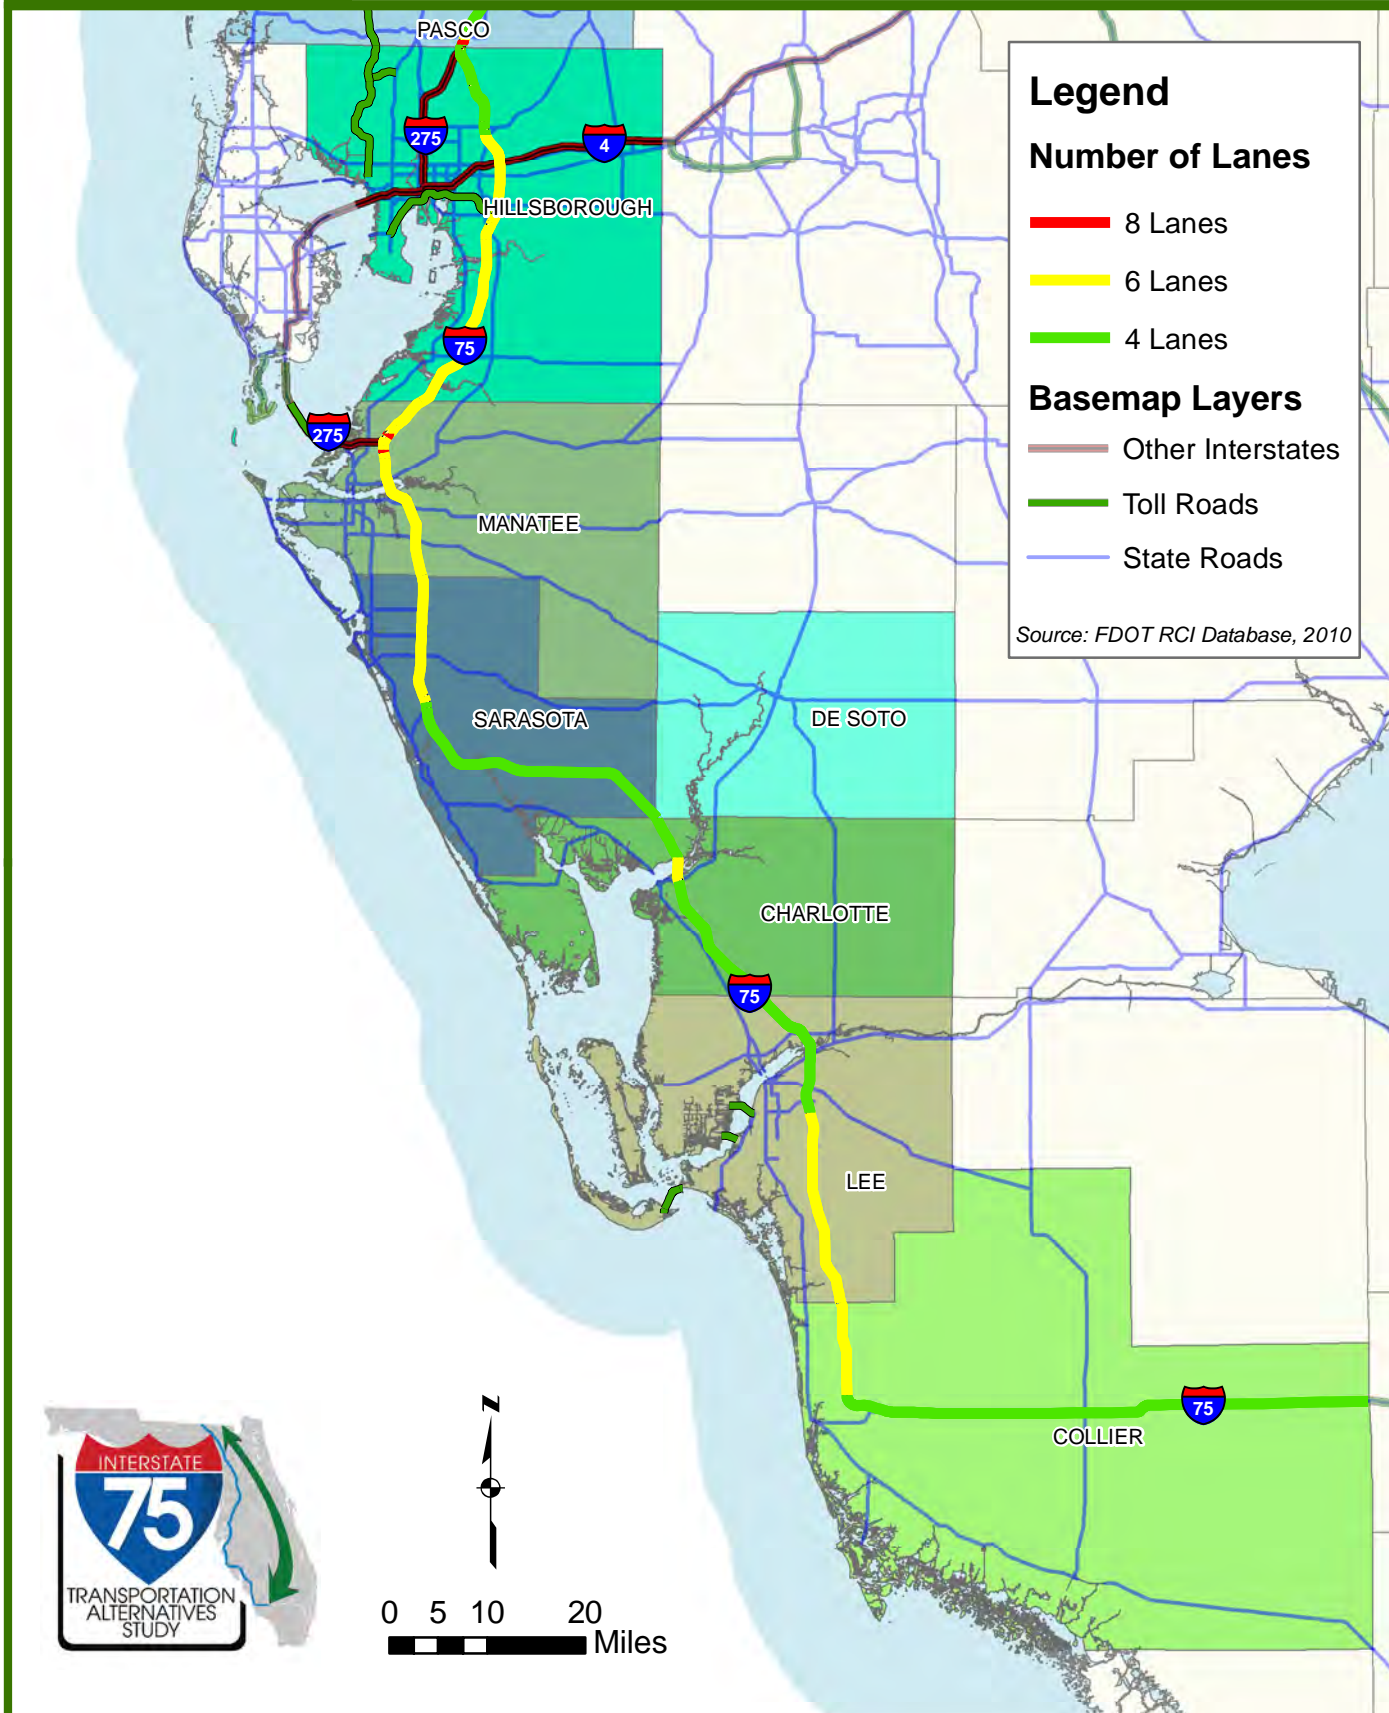 PASCO
275
4
HILLSBOROUGH
75
275
MANATEE
SARASOTA
DE SOTO
CHARLOTTE
75
LEE
75
COLLIER
Legend
Number of Lanes
8 Lanes
6 Lanes
4 Lanes
Basemap Layers
Other Interstates
Toll Roads
State Roads
Source: FDOT RCI Database, 2010
INTERSTATE
75
TRANSPORTATION
ALTERNATIVES
STUDY
N
0 5 10 20
Miles